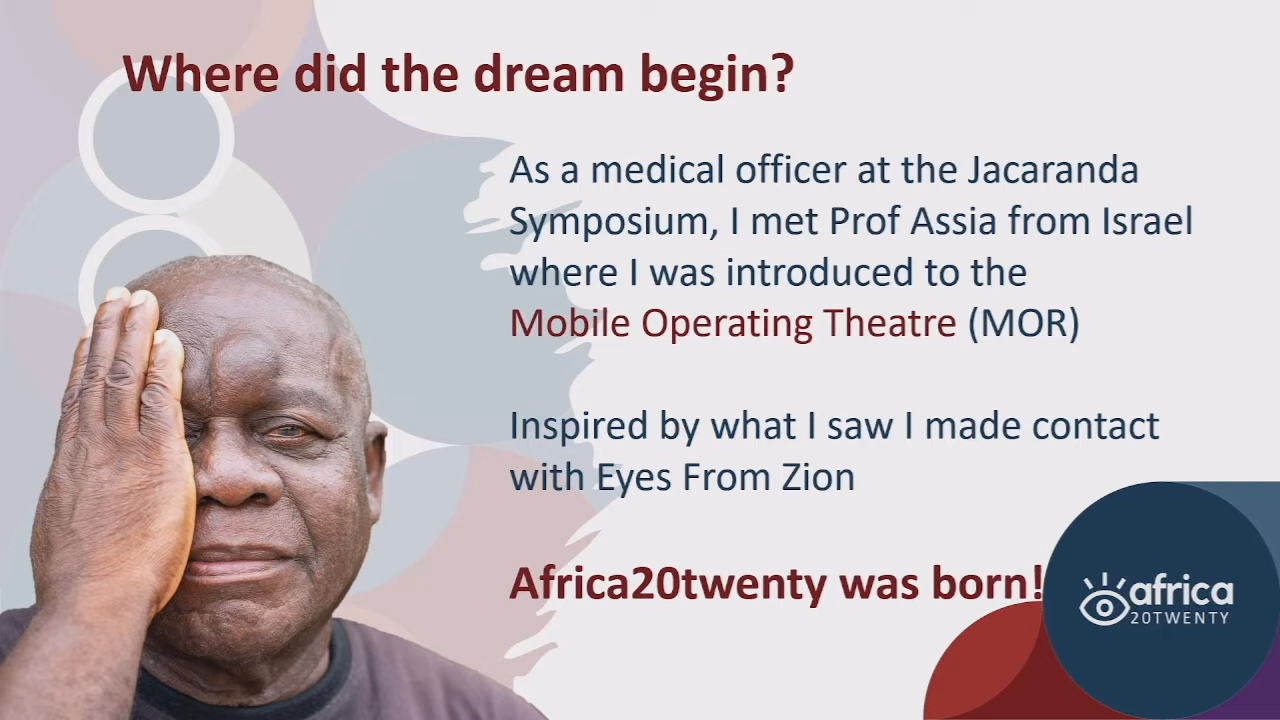 Where did the dream begin?
As a medical officer at the Jacaranda
Symposium, I met Prof Assia from Israel
where I was introduced to the
Mobile Operating Theatre (MOR)
Inspired by what I saw I made contact
with Eyes From Zion
Africa20twenty was born!
africa
20TWENTY